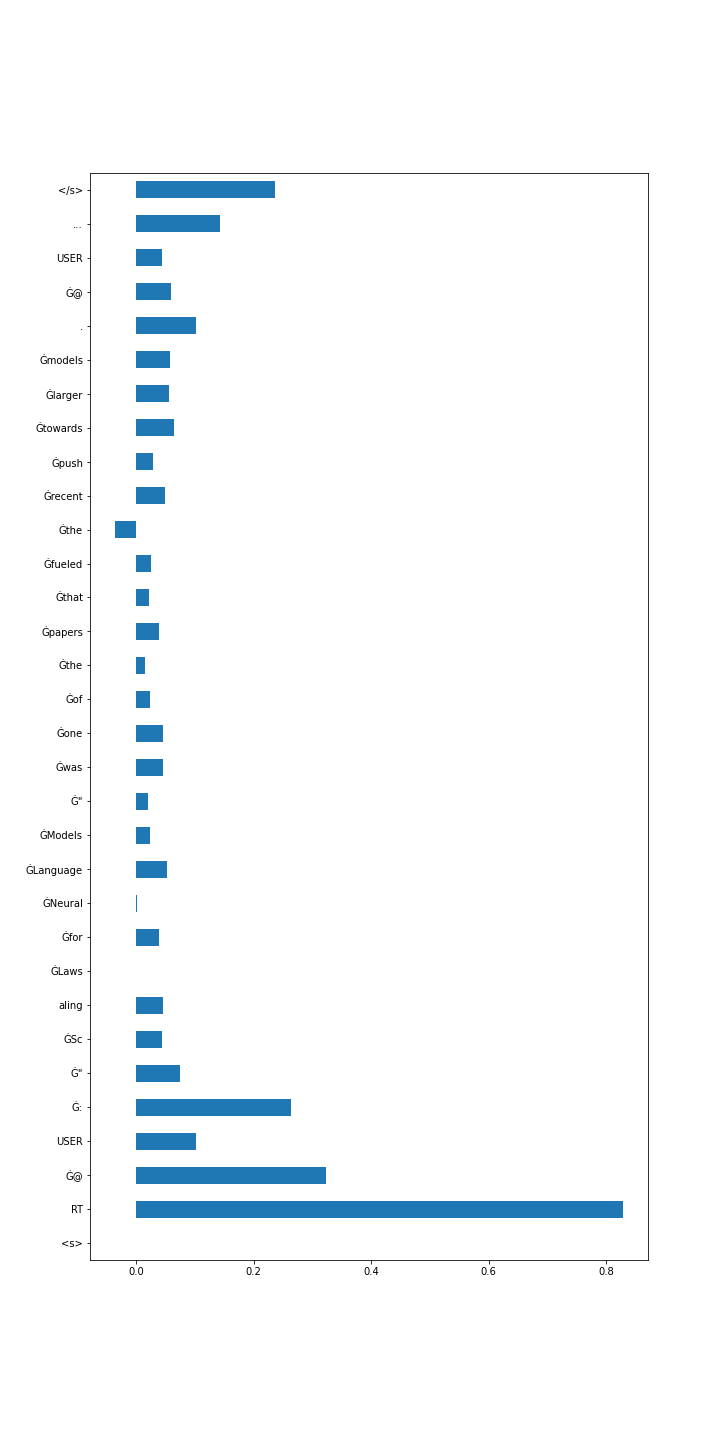 </s>
...
USER
Ġ@
.
Ġmodels
Ġlarger
Ġtowards
Ġpush
Ġrecent
Ġthe
Ġfueled
Ġthat
Ġpapers
Ġthe
Ġof
Ġone
Ġwas
Ġ"
ĠModels
ĠLanguage
ĠNeural
Ġfor
ĠLaws
aling
ĠSc
Ġ"
Ġ:
USER
Ġ@
RT
<s>
0.0 0.2 0.4 0.6 0.8